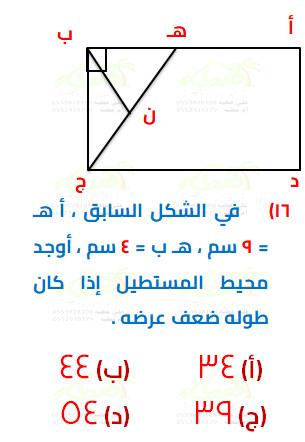 أ
هـ
ب
ن
ج
د
١٦) في الشكل السابق ، أ هـ
= ٩ سم ، هـ ب = ٤ سم ، أوجد
محيط المستطيل إذا كان
طوله ضعف عرضه .
(أ) ٣٤ (ب) ٤٤
(ج) ٣٩ (د) ٥٤